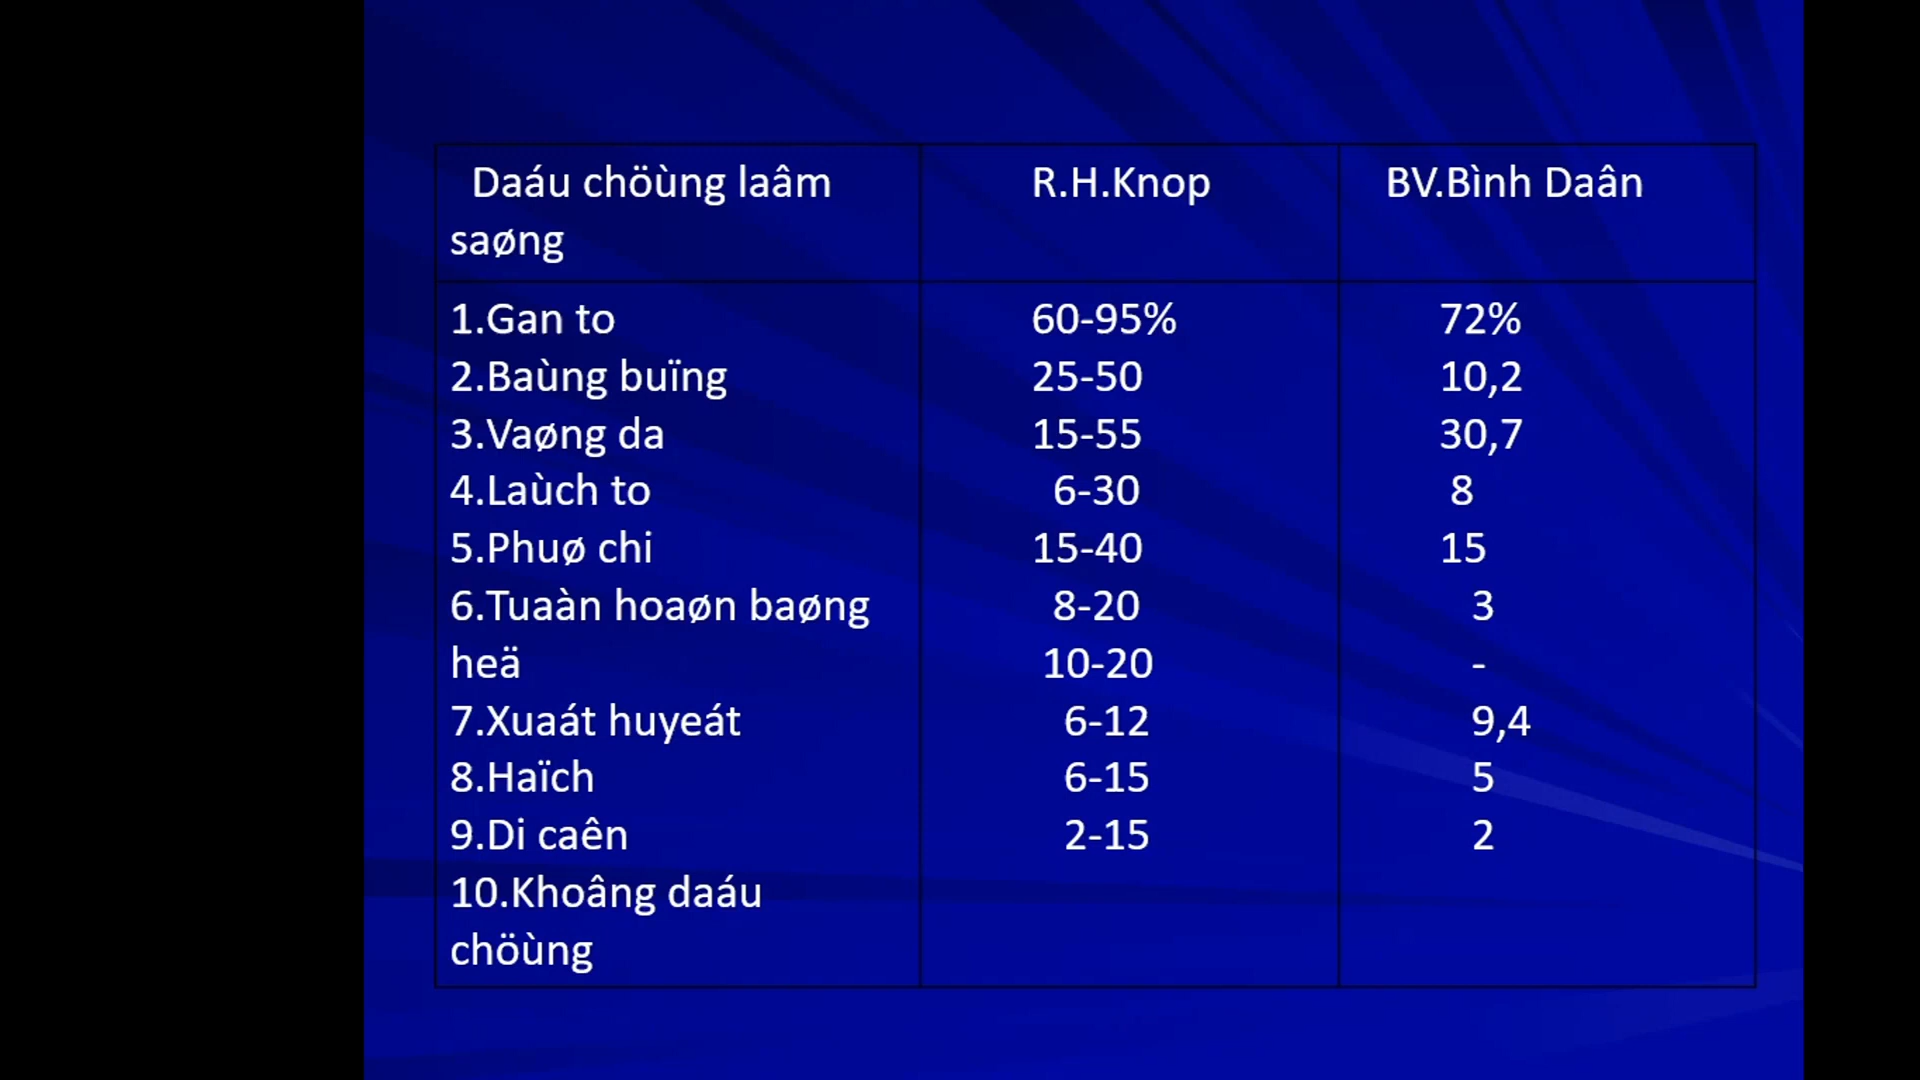 Daáu chöùng laâm R.H.Knop BV.Bình Daân
saøng
1.Gan to 60-95% 72%
2.Baùng buïng 25-50 10,2
3.Vaøng da 15-55 30,7
4.Laùch to 6-30 8
5.Phuø chi 15-40 15
6.Tuaàn hoaøn baøng 8-20 3
heä 10-20 -
7.Xuaát huyeát 6-12 9,4
8.Haïch 6-15 5
9.Di caên 2-15 2
10.Khoâng daáu
chöùng